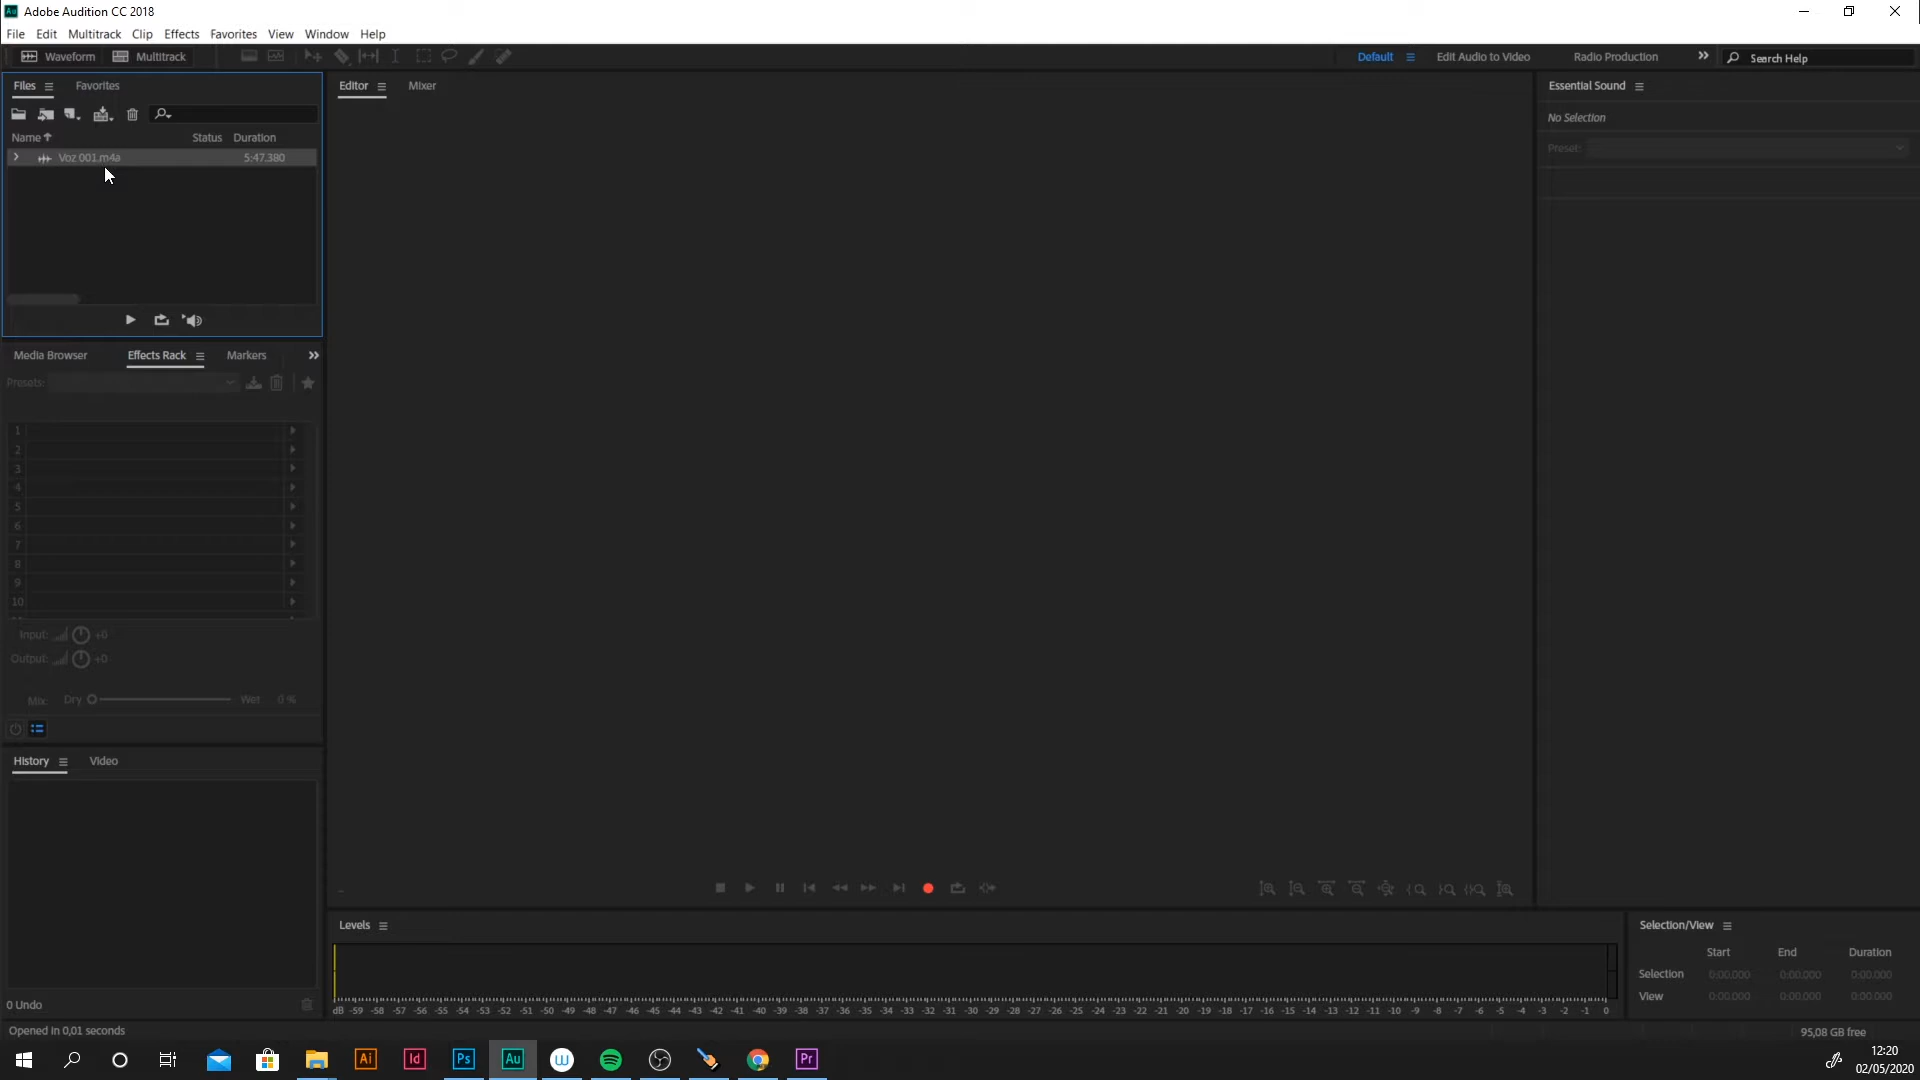 Au Adobe Audition CC 2018
File Edit Multitrack Clip Effects Favorites View Window Help
Waveform Multitrack Default Edit Audio to Video Radio Production Search Help
Files Favorites
Name Status Duration
Voz 001.m4a 5:47.380
Media Browser Effects Rack Markers
Presets:
1
2
3
4
5
6
7
8
9
10
Input: +0
Output: +0
Mix: Dry Wet 0 %
History Video
0 Undo
Opened in 0,01 seconds
Editor Mixer
Levels
dB -59 -58 -57 -56 -55 -54 -53 -52 -51 -50 -49 -48 -47 -46 -45 -44 -43 -42 -41 -40 -39 -38 -37 -36 -35 -34 -33 -32 -31 -30 -29 -28 -27 -26 -25 -24 -23 -22 -21 -20 -19 -18 -17 -16 -15 -14 -13 -12 -11 -10 -9 -8 -7 -6 -5 -4 -3 -2 -1 0
Essential Sound
No Selection
Preset:
Selection/View
Start End Duration
Selection 0:00.000 0:00.000 0:00.000
View 0:00.000 0:00.000 0:00.000
95,08 GB free
Ai Id Ps Au W Pr
12:20
02/05/2020